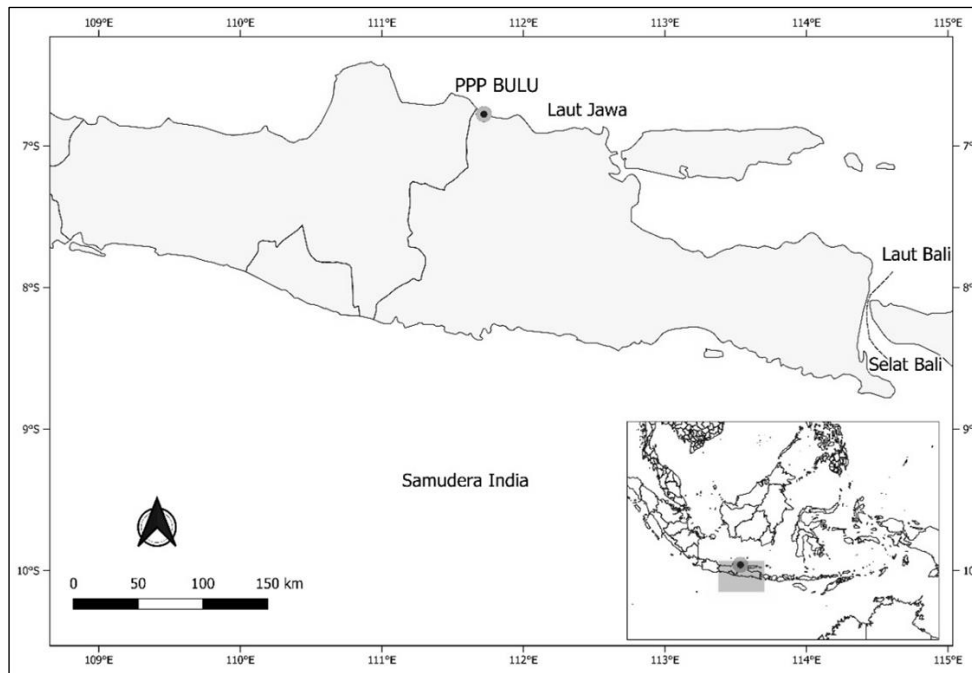 109°E 110°E 111°E 112°E 113°E 114°E 115°E
PPP BULU
Laut Jawa
7°S 7°S
Laut Bali
8°S 8°
Selat Bali
9°S 9°
Samudera India
10°S 10°
0 50 100 150 km
109°E 110°E 111°E 112°E 113°E 114°E 115°E